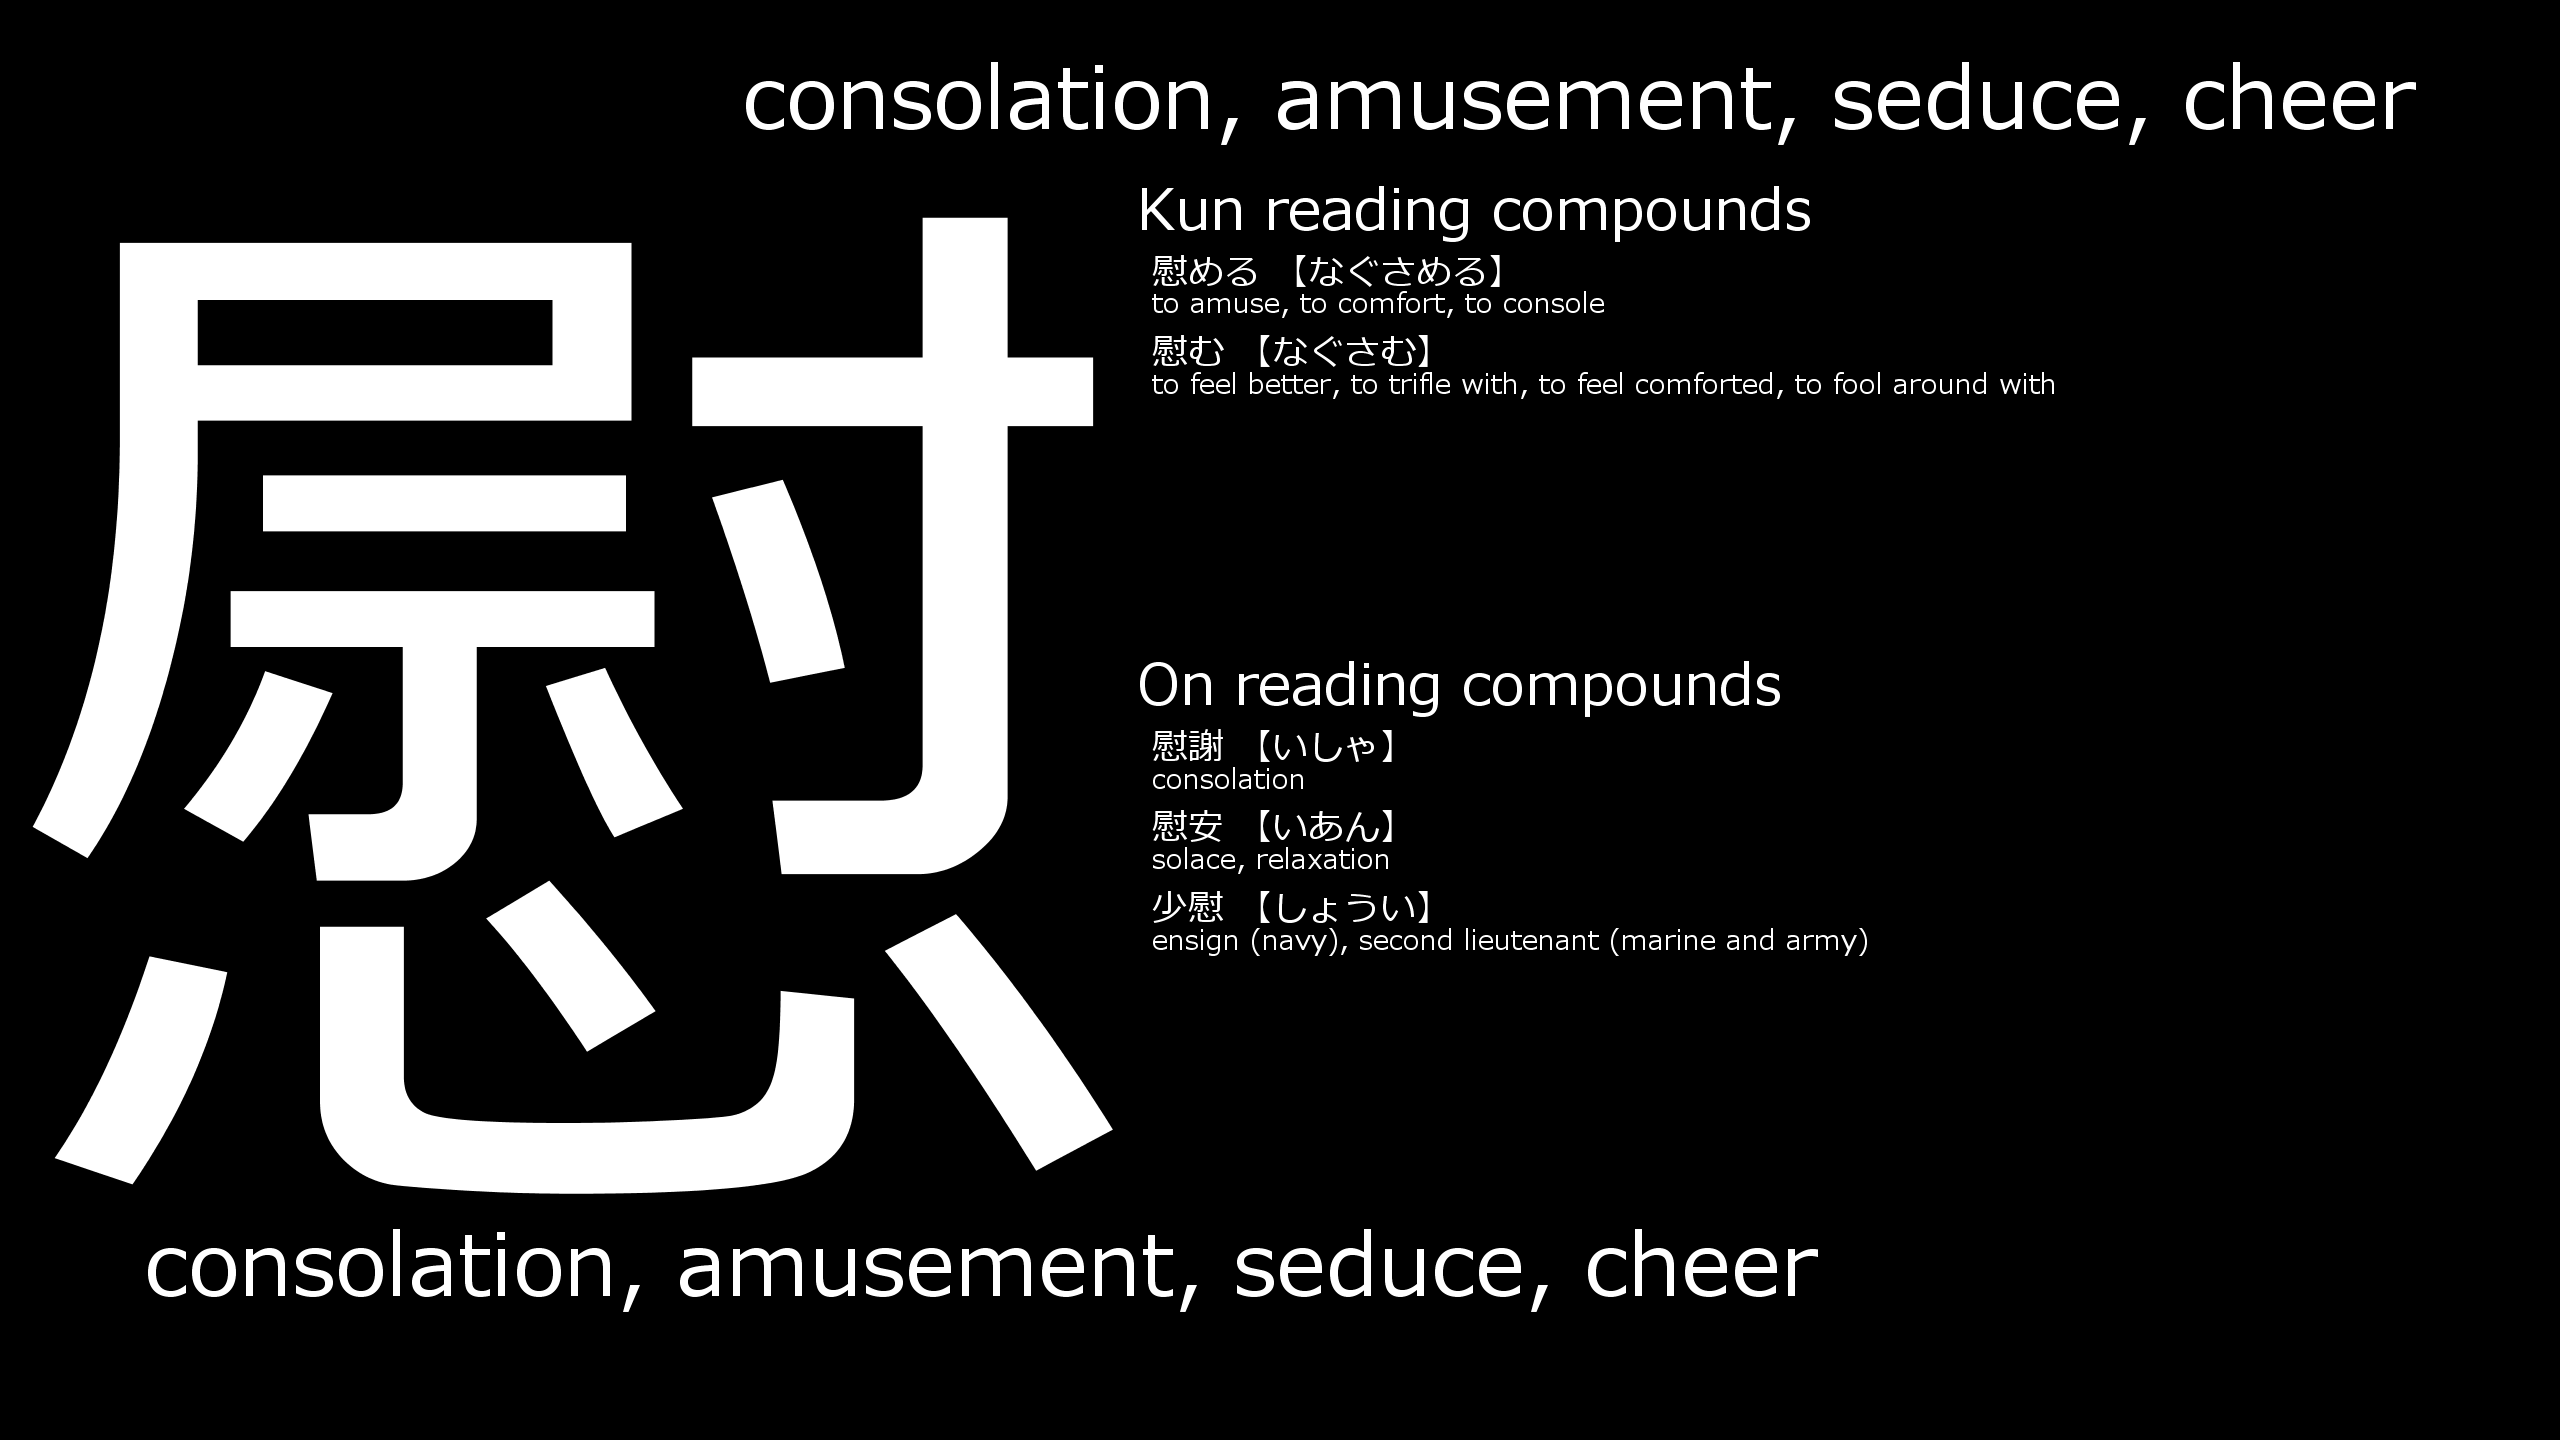 consolation, amusement, seduce, cheer
慰
Kun reading compounds
慰める 【なぐさめる】
to amuse, to comfort, to console
慰む 【なぐさむ】
to feel better, to trifle with, to feel comforted, to fool around with
On reading compounds
慰謝 【いしゃ】
consolation
慰安 【いあん】
solace, relaxation
少慰 【しょうい】
ensign (navy), second lieutenant (marine and army)
consolation, amusement, seduce, cheer